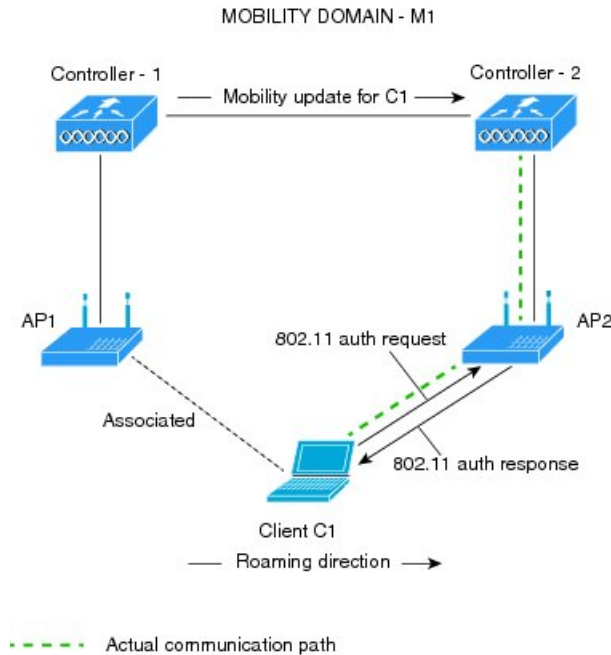 MOBILITY DOMAIN - M1
Controller - 1
Controller - 2
Mobility update for C1
AP1
AP2
802.11 auth request
Associated
802.11 auth response
Client C1
Roaming direction
Actual communication path